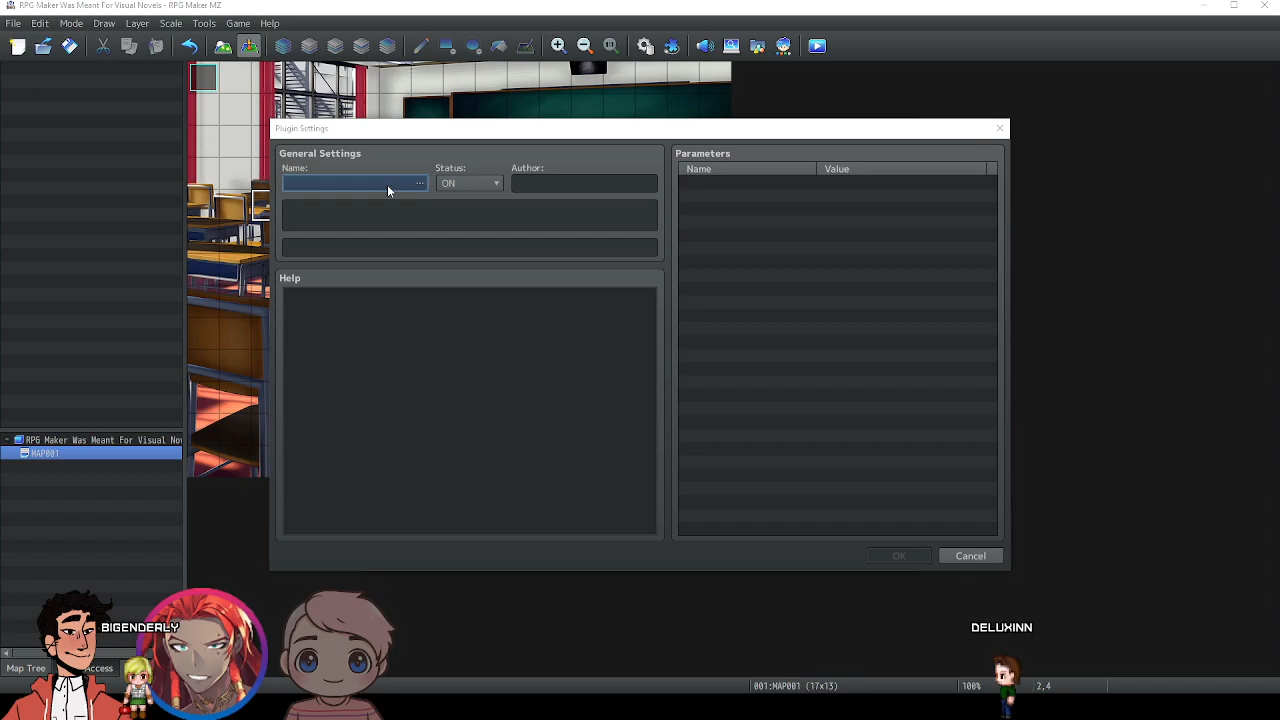 RPG Maker Was Meant For Visual Novels - RPG Maker MZ
File Edit Mode Draw Layer Scale Tools Game Help
Plugin Settings
General Settings
Name: Status: Author:
... ON
Help
Parameters
Name Value
OK Cancel
RPG Maker Was Meant For Visual Nov
MAP001
BIGENDERLY
DELUXINN
Map Tree Access
001:MAP001 (17x13) 100% 2,4